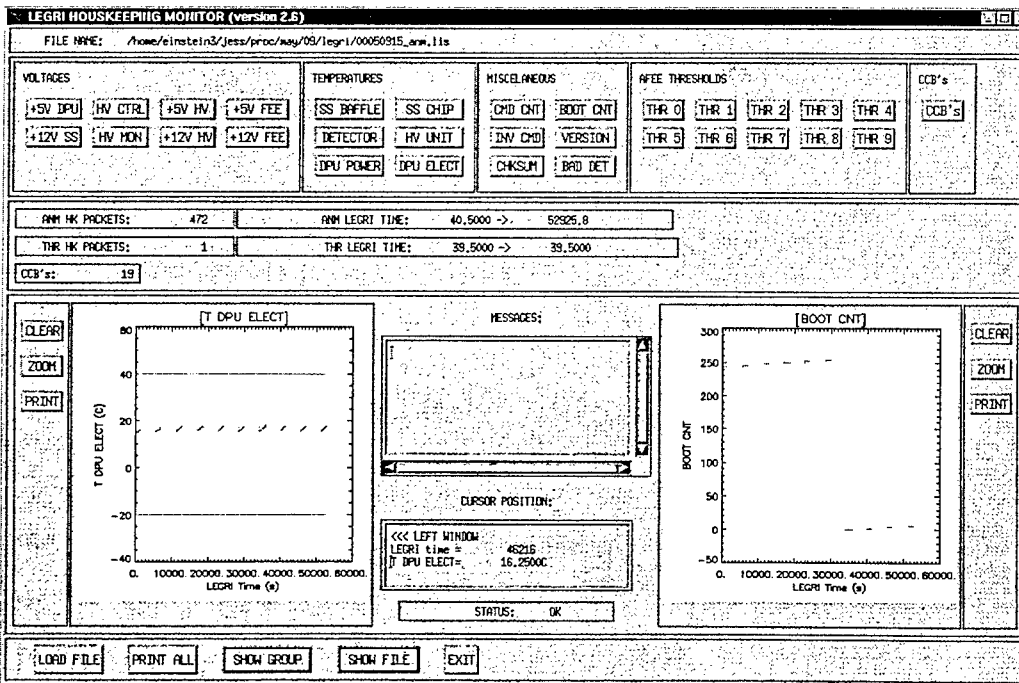 LEGRI HOUSKEEPING MONITOR (version 2.6)
FILE NAME: /home/einstein3/jess/proc/may/09/legri/00050915_anm.lis
VOLTAGES
+5V DPU HV CTRL +5V HV +5V FEE
+12V SS HV MON +12V HV +12V FEE
TEMPERATURES
SS BAFFLE SS CHIP
DETECTOR HV UNIT
DPU POWER DPU ELECT
MISCELANEOUS
CMD CNT BOOT CNT
INV CMD VERSION
CHKSUM BAD DET
AFEE THRESHOLDS
THR 0 THR 1 THR 2 THR 3 THR 4
THR 5 THR 6 THR 7 THR 8 THR 9
CCB's
CCB's
ANM HK PACKETS: 472 ANM LEGRI TIME: 40.5000 -> 52925.8
THR HK PACKETS: 1 THR LEGRI TIME: 39.5000 -> 39.5000
CCB's: 19
CLEAR
ZOOM
PRINT
[T DPU ELECT]
T DPU ELECT (C)
60
40
20
0
-20
-40
0. 10000. 20000. 30000. 40000. 50000. 60000.
LEGRI Time (s)
MESSAGES:
CURSOR POSITION:
<<< LEFT WINDOW
LEGRI time = 46216
T DPU ELECT= 16.2500C
STATUS: OK
[BOOT CNT]
BOOT CNT
300
250
200
150
100
50
0
-50
0. 10000. 20000. 30000. 40000. 50000. 60000.
LEGRI Time (s)
CLEAR
ZOOM
PRINT
LOAD FILE PRINT ALL SHOW GROUP SHOW FILE EXIT